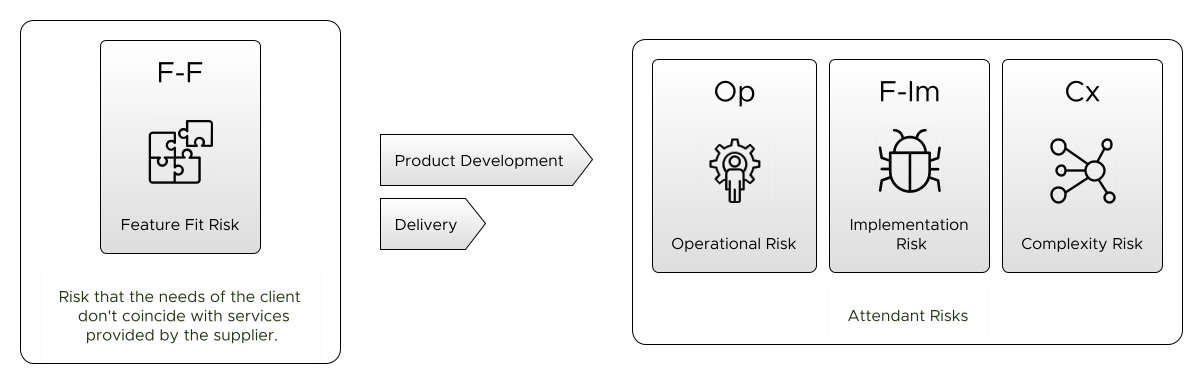 F-F
Feature Fit Risk
Risk that the needs of the client
don't coincide with services
provided by the supplier.
Product Development
Delivery
Op
Operational Risk
F-Im
Implementation
Risk
Cx
Complexity Risk
Attendant Risks